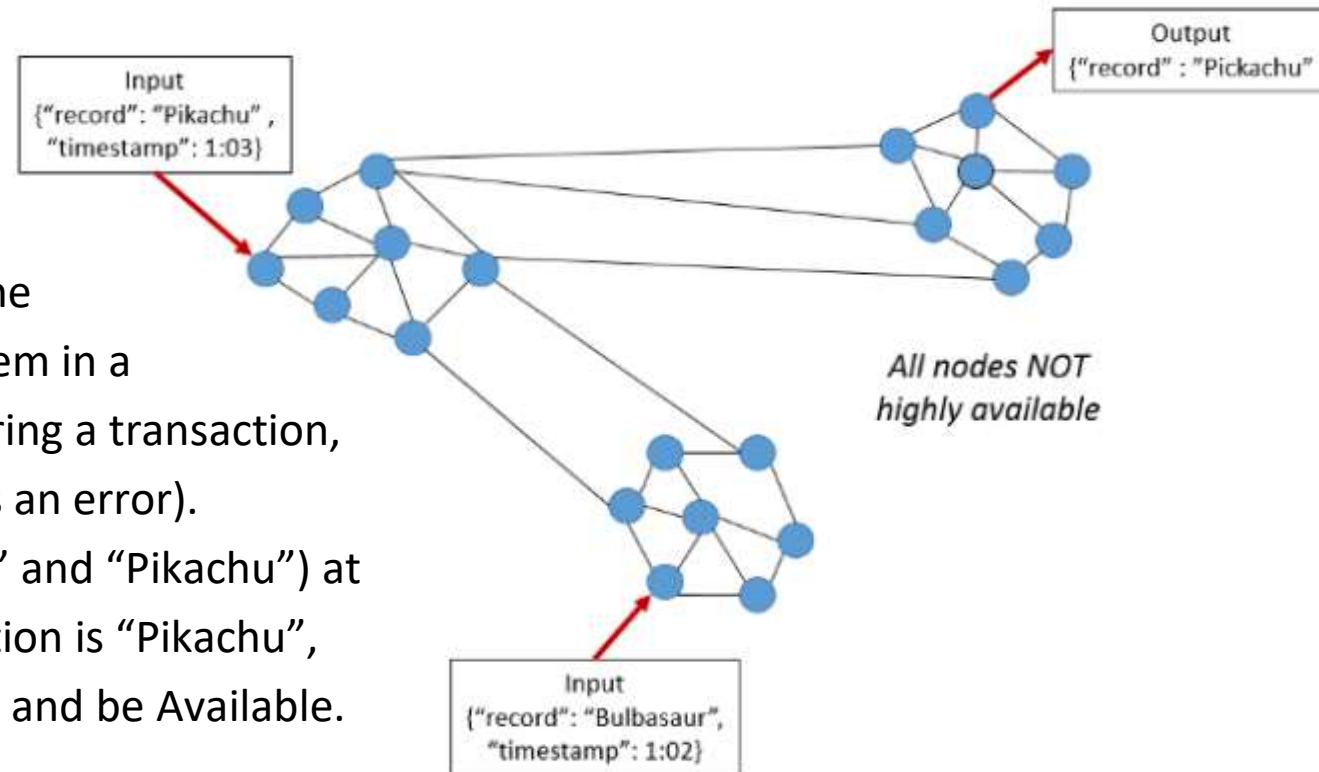 Output
{“record” : ”Pickachu”
Input
{“record”: “Pikachu” ,
“timestamp”: 1:03}
ne
em in a
ring a transaction,
s an error).
” and “Pikachu”) at
tion is “Pikachu”,
and be Available.
All nodes NOT
highly available
Input
{“record”: “Bulbasaur”,
“timestamp”: 1:02}